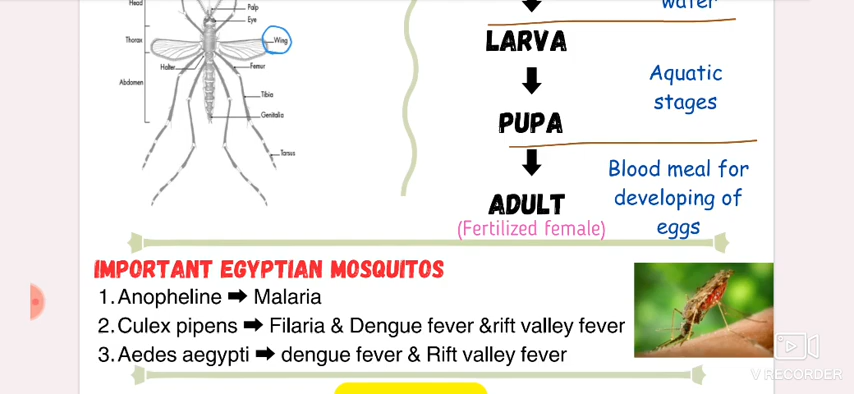 Head
Palp
Eye
Thorax
Wing
Halter
Femur
Abdomen
Tibia
Genitalia
Tarsus
water
LARVA
Aquatic
stages
PUPA
Blood meal for
developing of
eggs
ADULT
(Fertilized female)
IMPORTANT EGYPTIAN MOSQUITOS
1. Anopheline ➡ Malaria
2. Culex pipens ➡ Filaria & Dengue fever &rift valley fever
3. Aedes aegypti ➡ dengue fever & Rift valley fever
V RECORDER